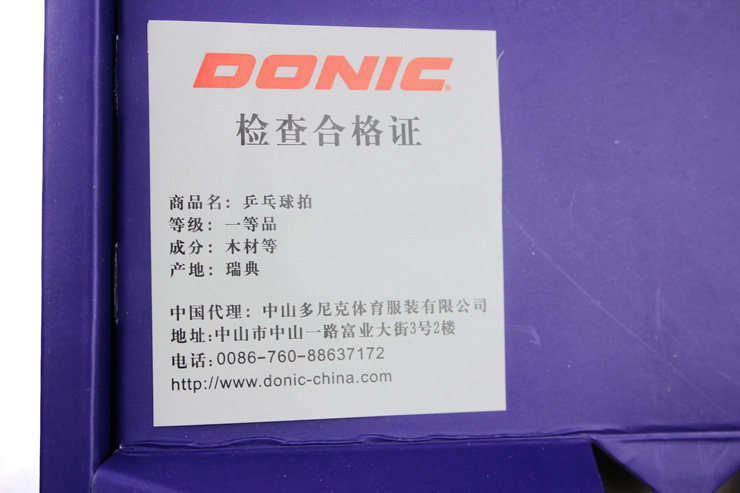 DONIC®
检查合格证
商品名：乒乓球拍
等级：一等品
成分：木材等
产地：瑞典
中国代理：中山多尼克体育服装有限公司
地址:中山市中山一路富业大街3号2楼
电话:0086-760-88637172
http://www.donic-china.com